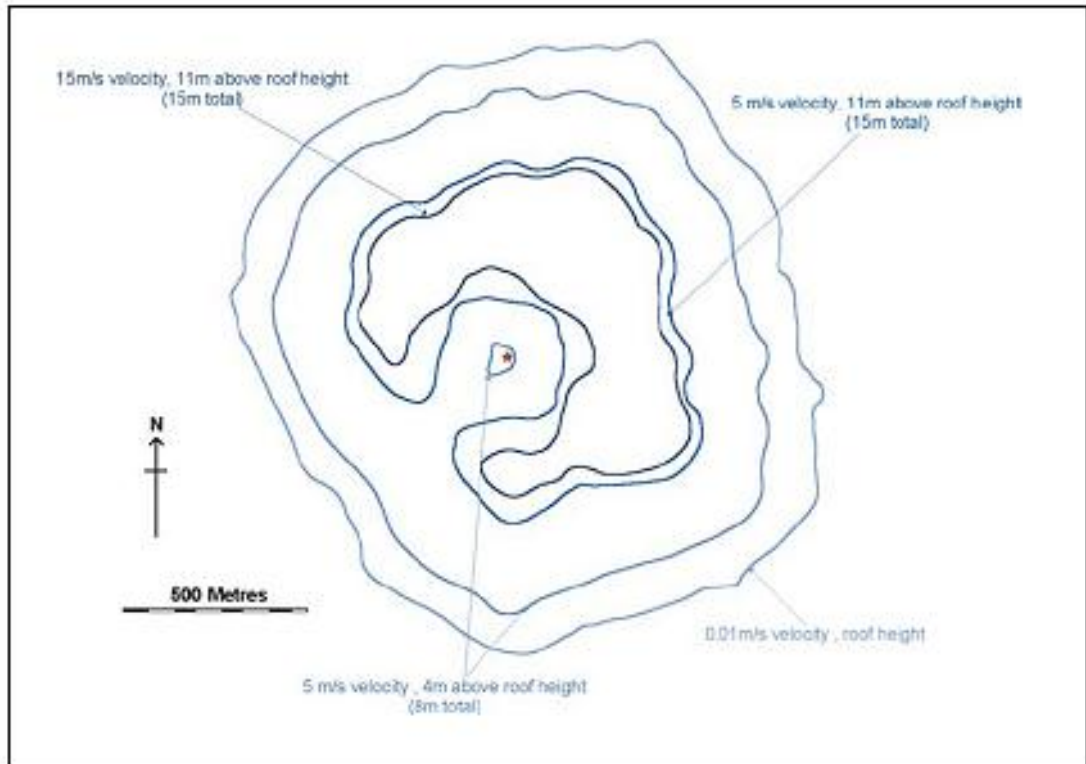 15m/s velocity, 11m above roof height
(15m total)
5 m/s velocity, 11m above roof height
(15m total)
N
500 Metres
0.01m/s velocity , roof height
5 m/s velocity , 4m above roof height
(8m total)